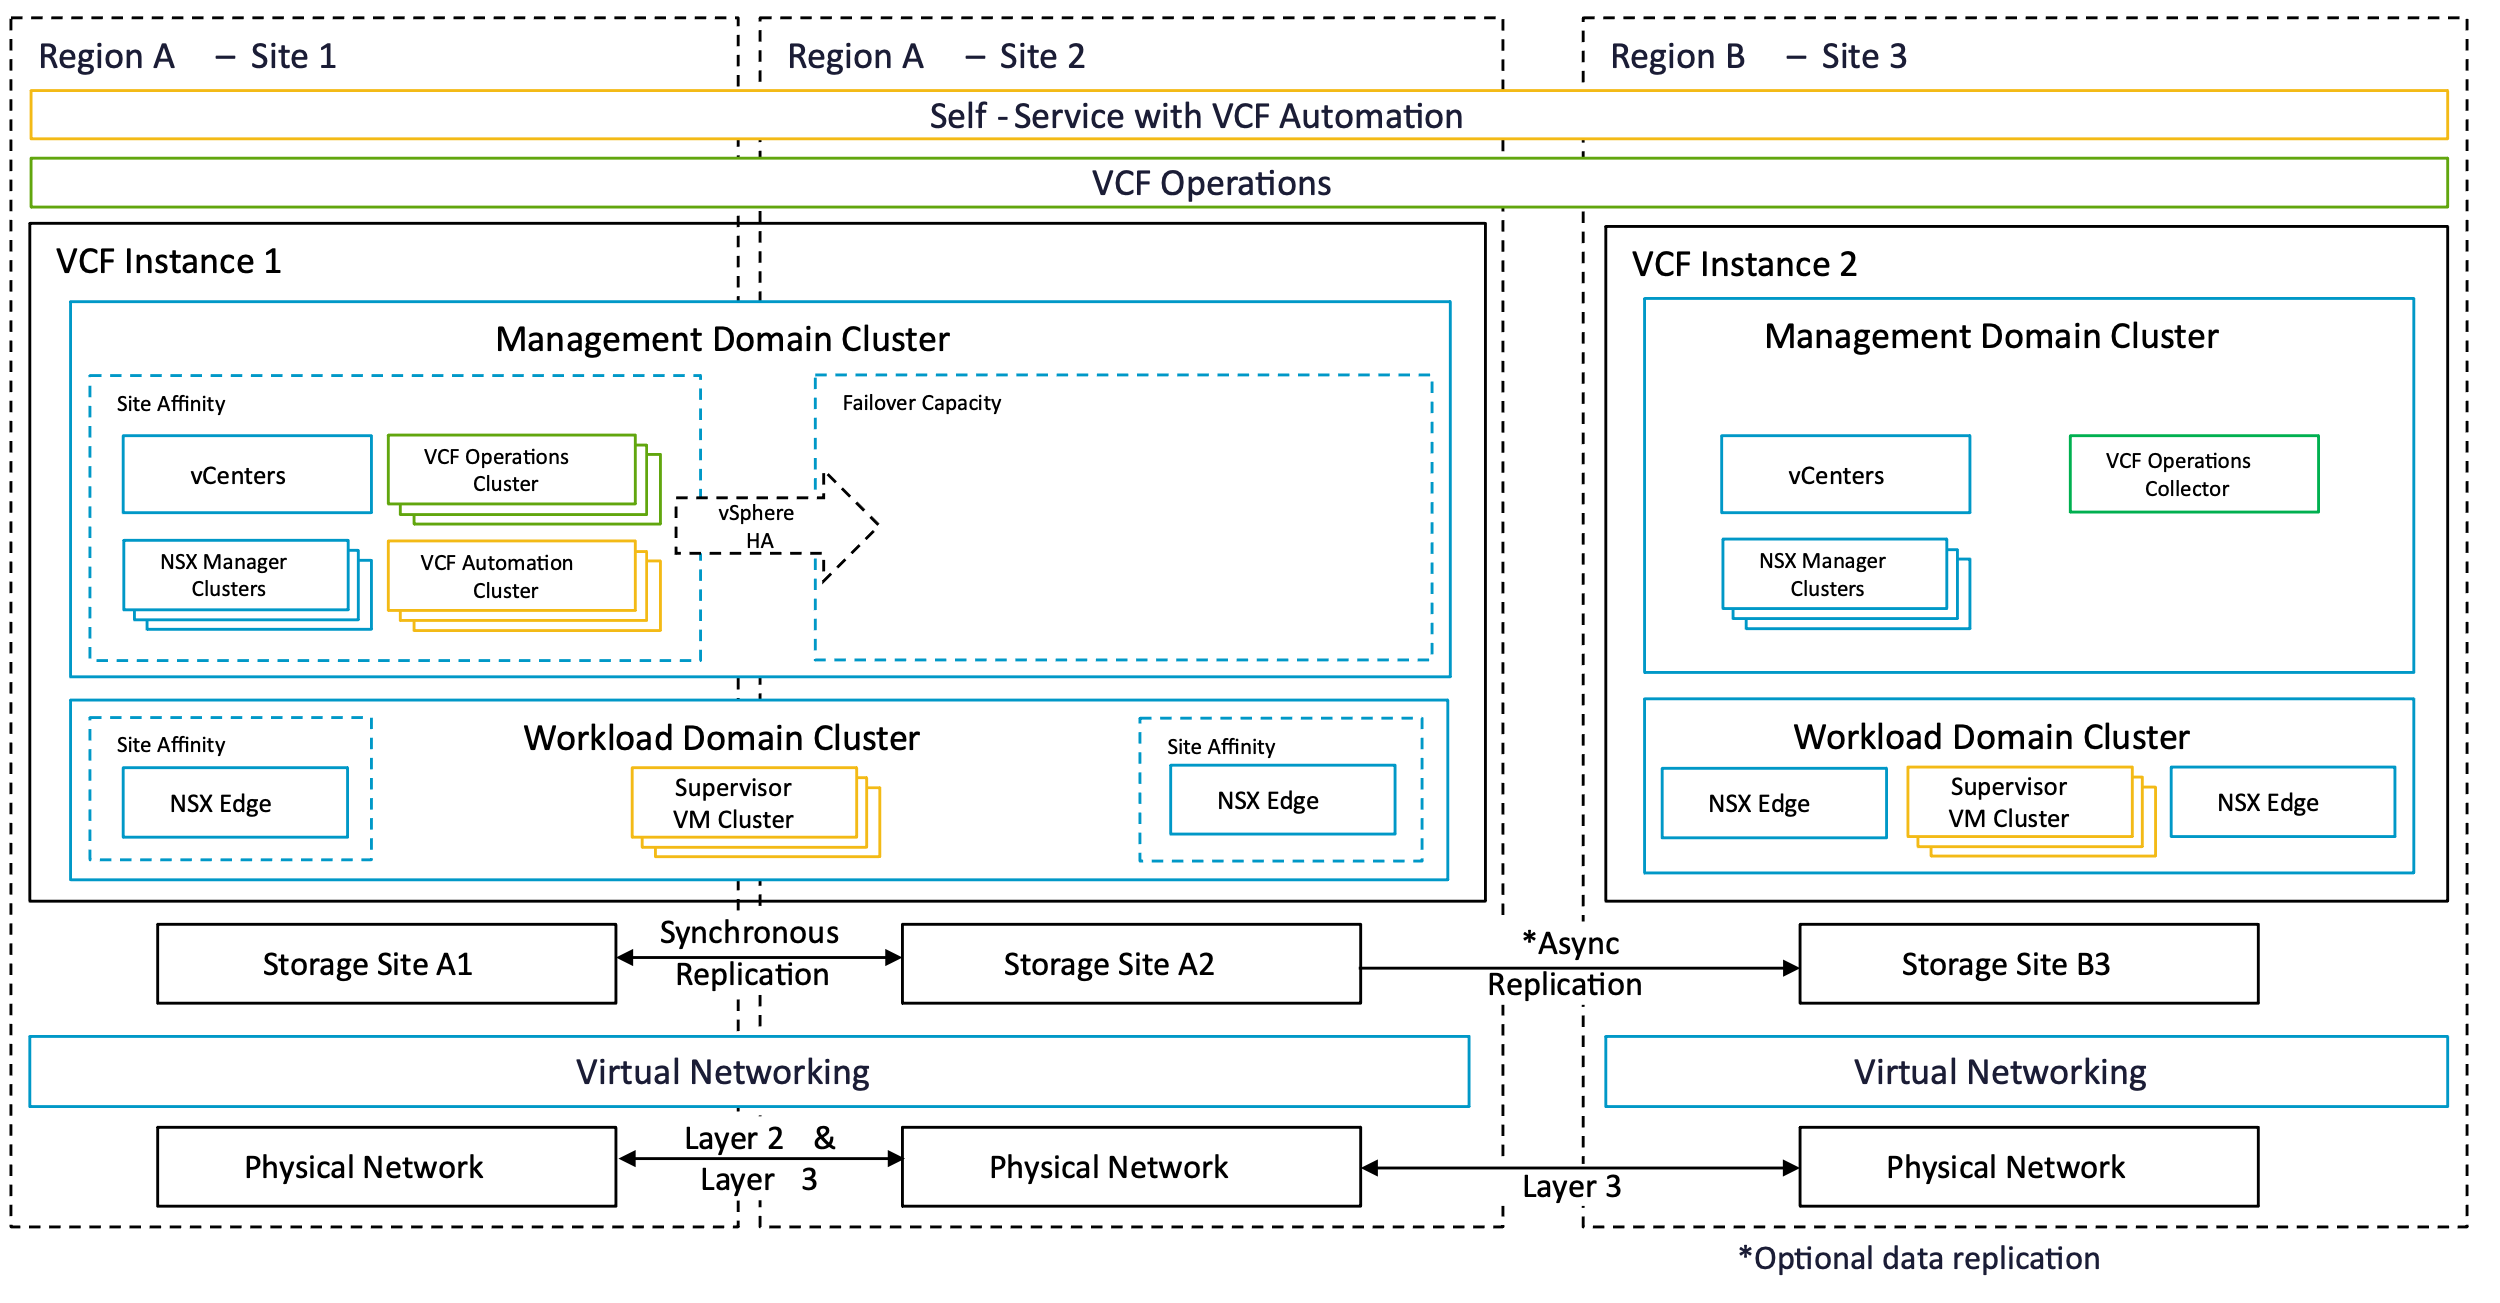 Region A – Site 1
Region A – Site 2
Region B – Site 3
Self - Service with VCF Automation
VCF Operations
VCF Instance 1
Management Domain Cluster
Site Affinity
vCenters
VCF Operations
Cluster
NSX Manager
Clusters
VCF Automation
Cluster
vSphere
HA
Failover Capacity
Workload Domain Cluster
Site Affinity
NSX Edge
Supervisor
VM Cluster
Site Affinity
NSX Edge
VCF Instance 2
Management Domain Cluster
vCenters
VCF Operations
Collector
NSX Manager
Clusters
Workload Domain Cluster
NSX Edge
Supervisor
VM Cluster
NSX Edge
Storage Site A1
Synchronous
Replication
Storage Site A2
*Async
Replication
Storage Site B3
Virtual Networking
Virtual Networking
Physical Network
Layer 2 &
Layer 3
Physical Network
Layer 3
Physical Network
*Optional data replication